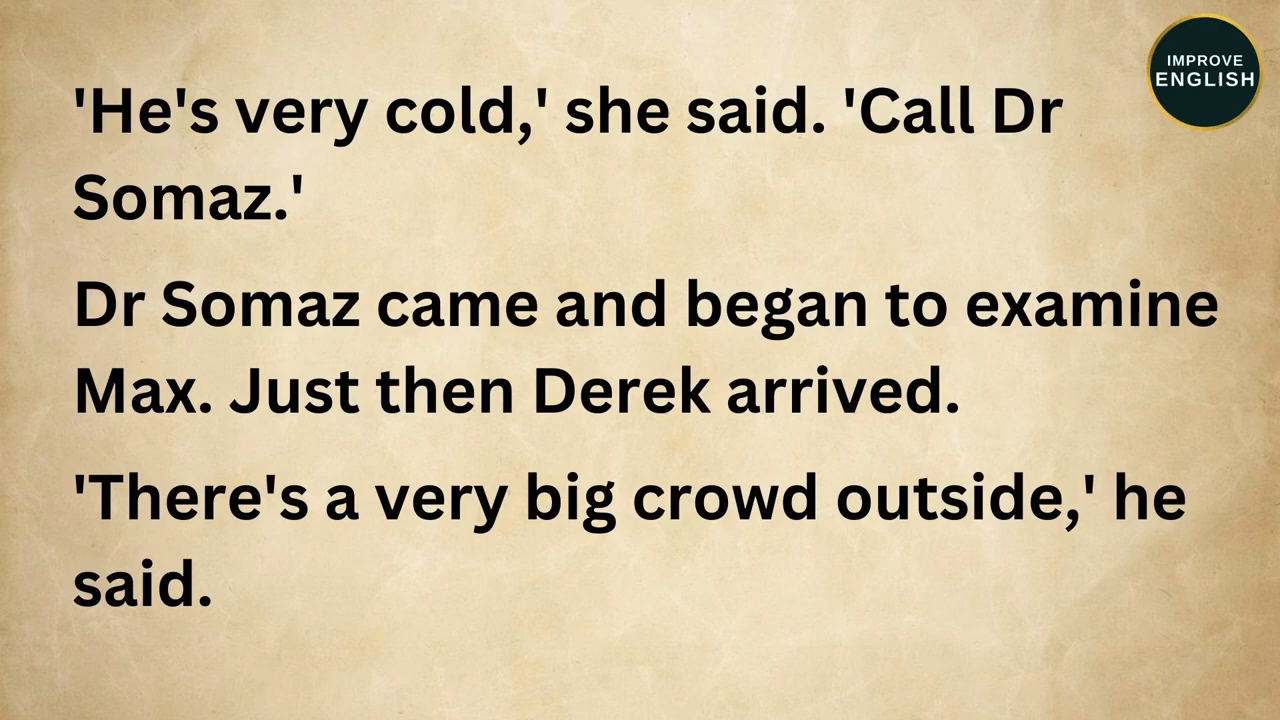 IMPROVE
ENGLISH
'He's very cold,' she said. 'Call Dr
Somaz.'
Dr Somaz came and began to examine
Max. Just then Derek arrived.
'There's a very big crowd outside,' he
said.